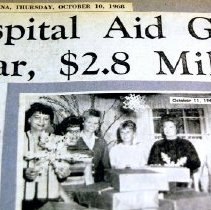 NA, THURSDAY, OCTOBER 10, 1968
spital Aid G
ar, $2.8 Mil
October 11, 196